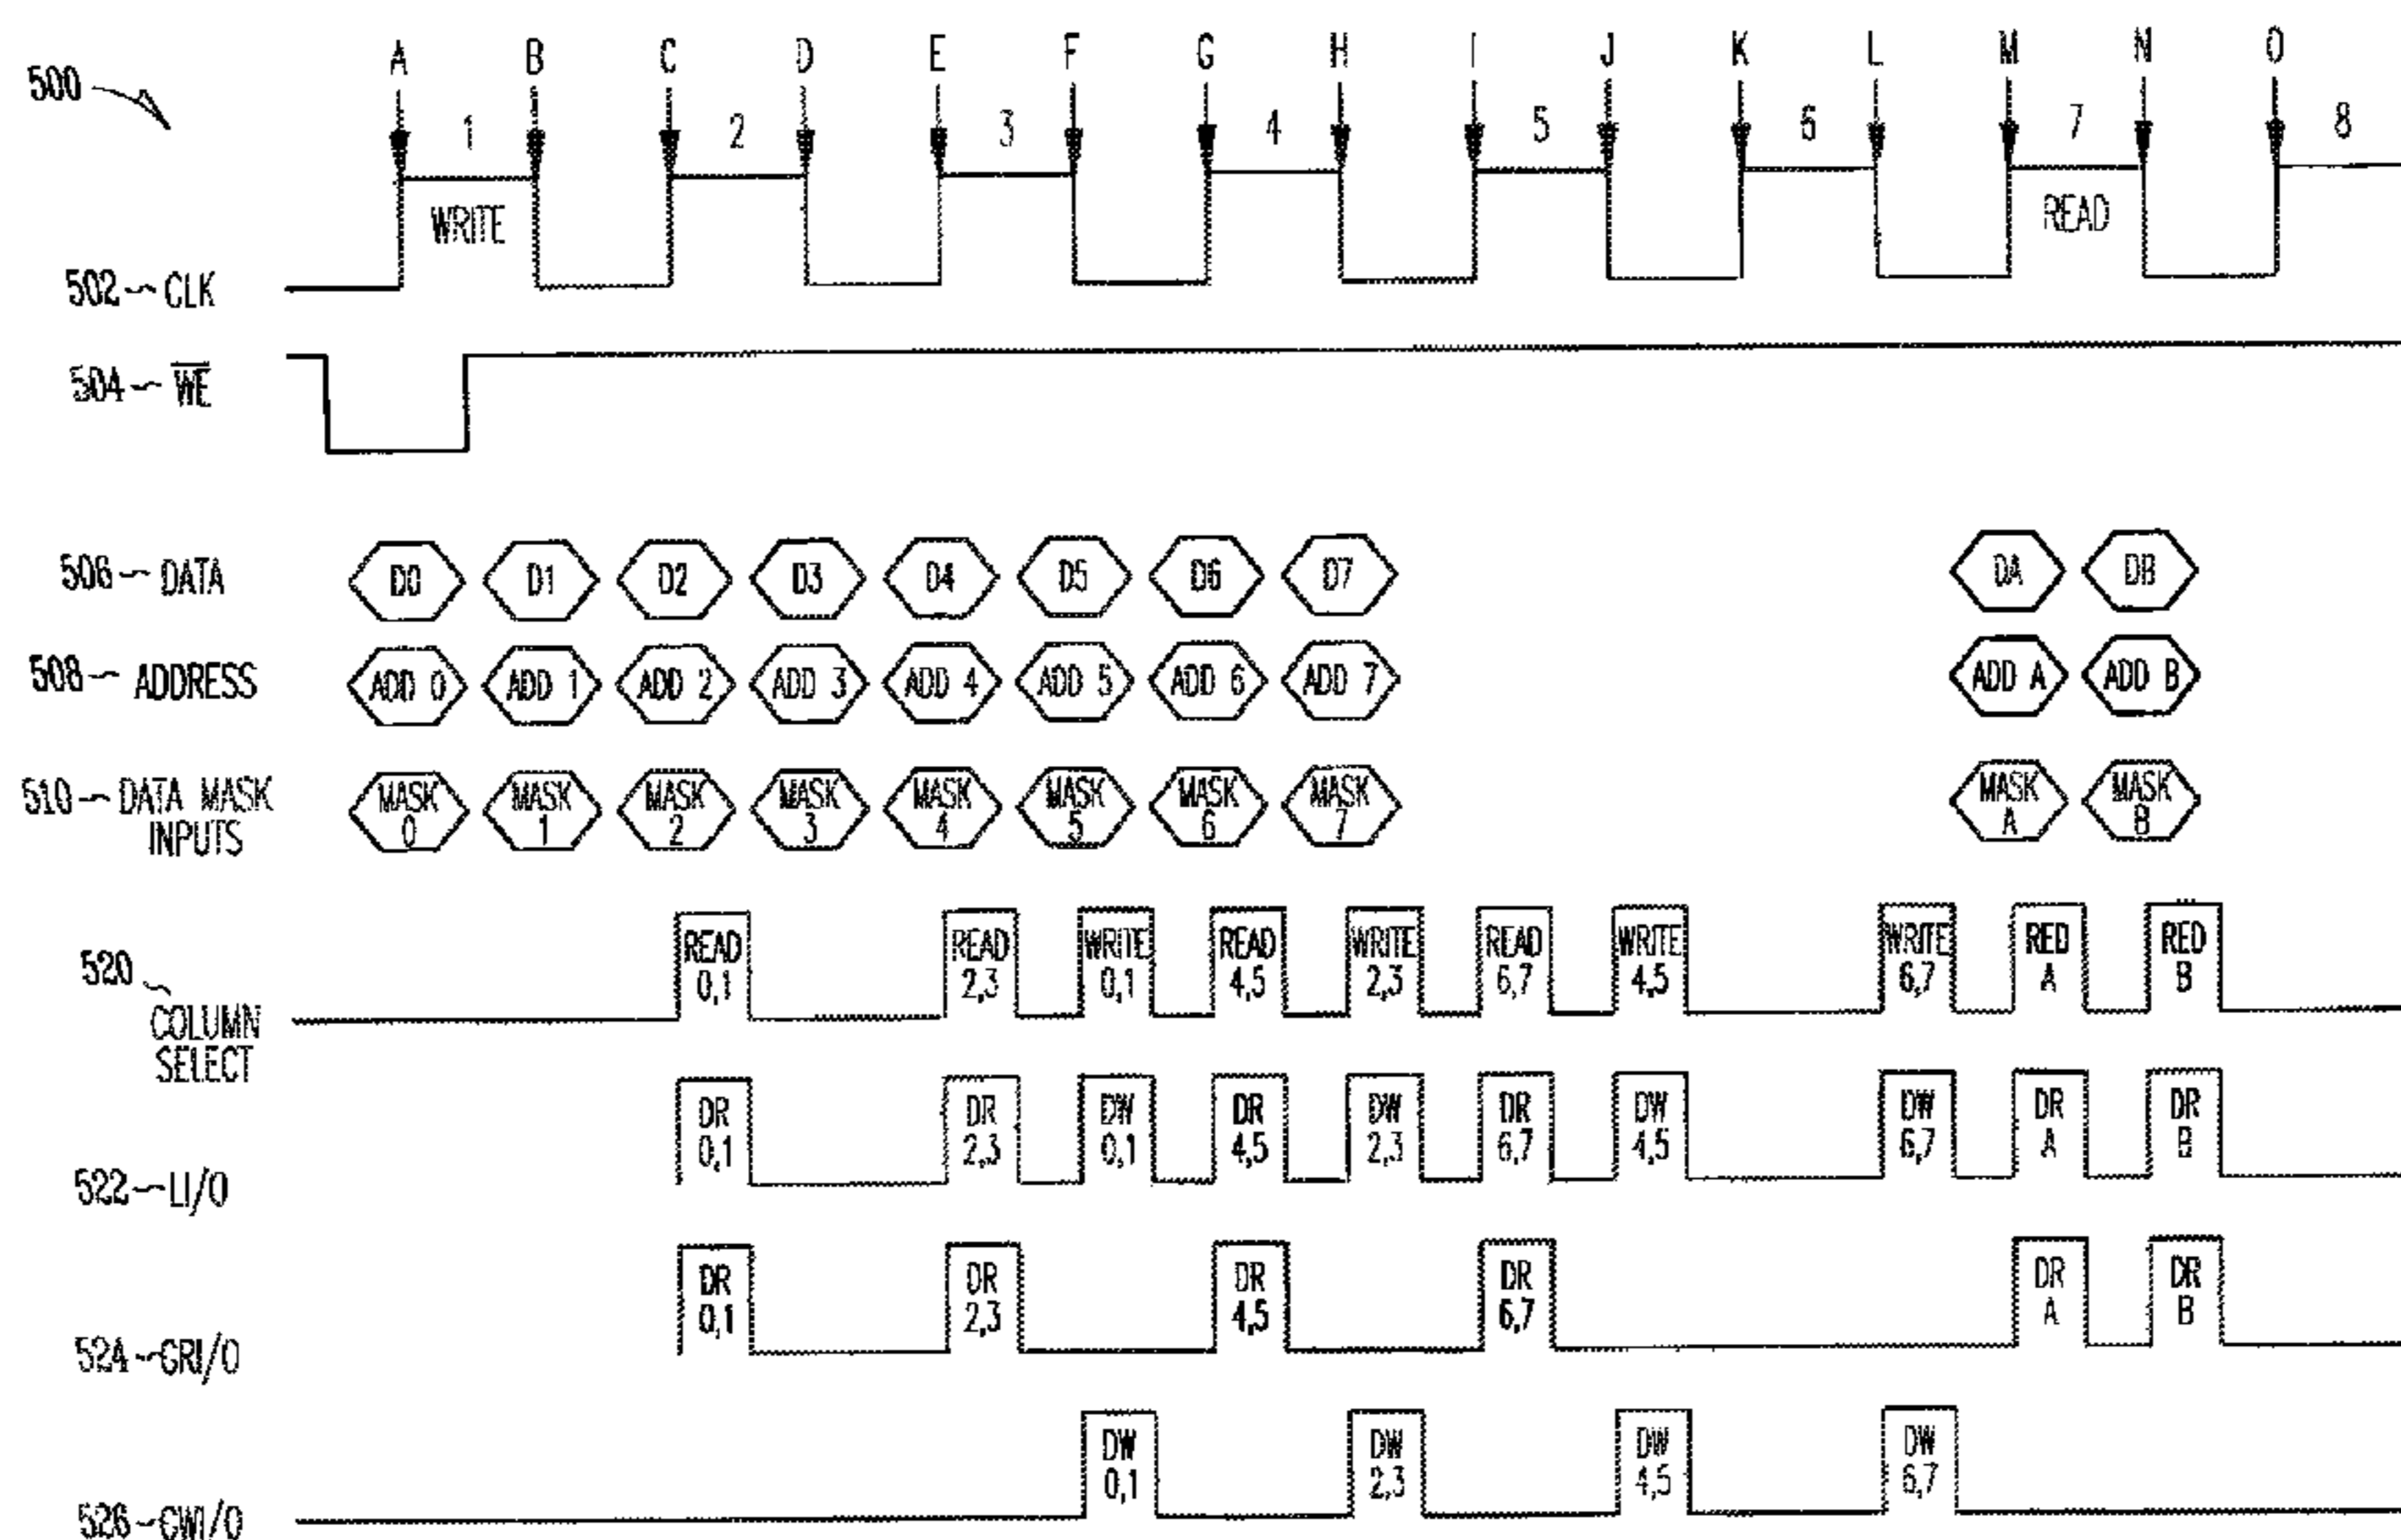 500
A B C D E F G H I J K L M N O
1 2 3 4 5 6 7 8
WRITE READ
502 CLK
504 WE
506 DATA D0 D1 D2 D3 D4 D5 D6 D7 DA DB
508 ADDRESS ADD 0 ADD 1 ADD 2 ADD 3 ADD 4 ADD 5 ADD 6 ADD 7 ADD A ADD B
510 DATA MASK INPUTS
MASK 0 MASK 1 MASK 2 MASK 3 MASK 4 MASK 5 MASK 6 MASK 7 MASK A MASK B
520
COLUMN
SELECT
READ 0,1 READ 2,3 WRITE 0,1 READ 4,5 WRITE 2,3 READ 6,7 WRITE 4,5 WRITE 6,7 RED A RED B
522 LI/O
DR 0,1 DR 2,3 DW 0,1 DR 4,5 DW 2,3 DR 6,7 DW 4,5 DW 6,7 DR A DR B
524 GRI/O
DR 0,1 DR 2,3 DR 4,5 DR 6,7 DR A DR B
526 GWI/O
DW 0,1 DW 2,3 DW 4,5 DW 6,7